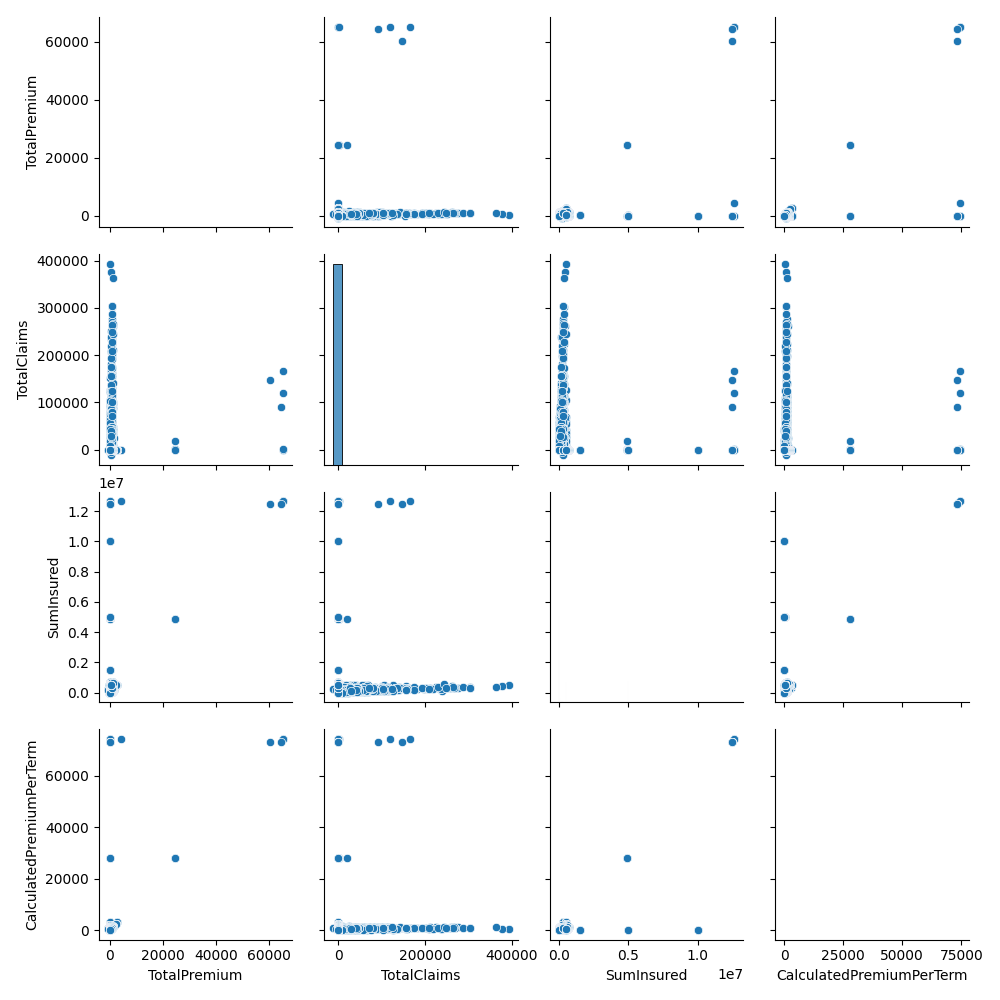 TotalPremium
60000
40000
20000
0
TotalClaims
400000
300000
200000
100000
0
1e7
SumInsured
1.2
1.0
0.8
0.6
0.4
0.2
0.0
CalculatedPremiumPerTerm
60000
40000
20000
0
0 20000 40000 60000 0 200000 400000 0.0 0.5 1.0 0 25000 50000 75000
1e7
TotalPremium TotalClaims SumInsured CalculatedPremiumPerTerm